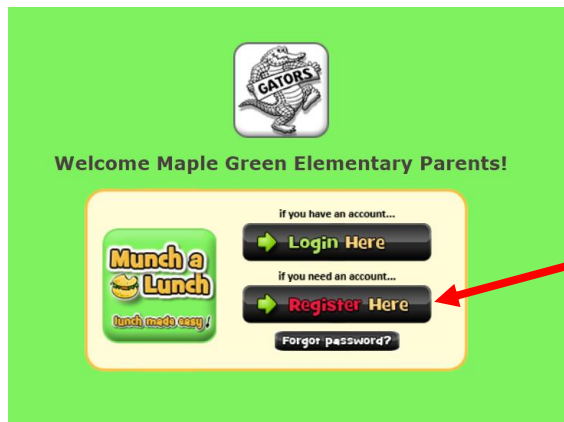 GATORS
Welcome Maple Green Elementary Parents!
if you have an account...
Login Here
Munch a
Lunch
lunch made easy!
if you need an account...
Register Here
Forgot password?